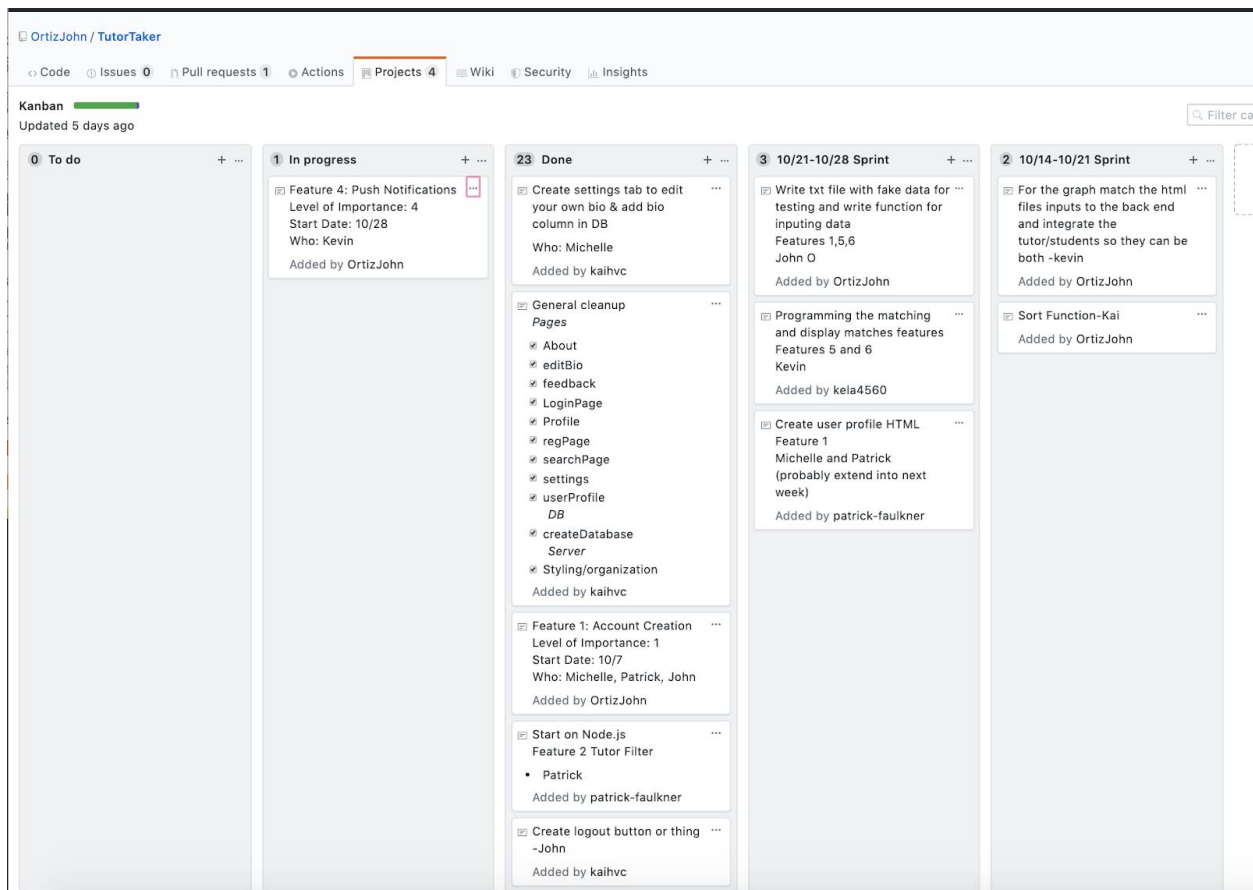 OrtizJohn / TutorTaker
Code Issues 0 Pull requests 1 Actions Projects 4 Wiki Security Insights
Kanban
Updated 5 days ago
Filter ca
0 To do + ...
1 In progress + ...
Feature 4: Push Notifications ...
Level of Importance: 4
Start Date: 10/28
Who: Kevin
Added by OrtizJohn
23 Done + ...
Create settings tab to edit ...
your own bio & add bio
column in DB
Who: Michelle
Added by kaihvc
General cleanup ...
Pages
About
editBio
feedback
LoginPage
Profile
regPage
searchPage
settings
userProfile
DB
createDatabase
Server
Styling/organization
Added by kaihvc
Feature 1: Account Creation ...
Level of Importance: 1
Start Date: 10/7
Who: Michelle, Patrick, John
Added by OrtizJohn
Start on Node.js ...
Feature 2 Tutor Filter
• Patrick
Added by patrick-faulkner
Create logout button or thing ...
-John
Added by kaihvc
3 10/21-10/28 Sprint + ...
Write txt file with fake data for ...
testing and write function for
inputing data
Features 1,5,6
John O
Added by OrtizJohn
Programming the matching ...
and display matches features
Features 5 and 6
Kevin
Added by kela4560
Create user profile HTML ...
Feature 1
Michelle and Patrick
(probably extend into next
week)
Added by patrick-faulkner
2 10/14-10/21 Sprint + ...
For the graph match the html ...
files inputs to the back end
and integrate the
tutor/students so they can be
both -kevin
Added by OrtizJohn
Sort Function-Kai ...
Added by OrtizJohn